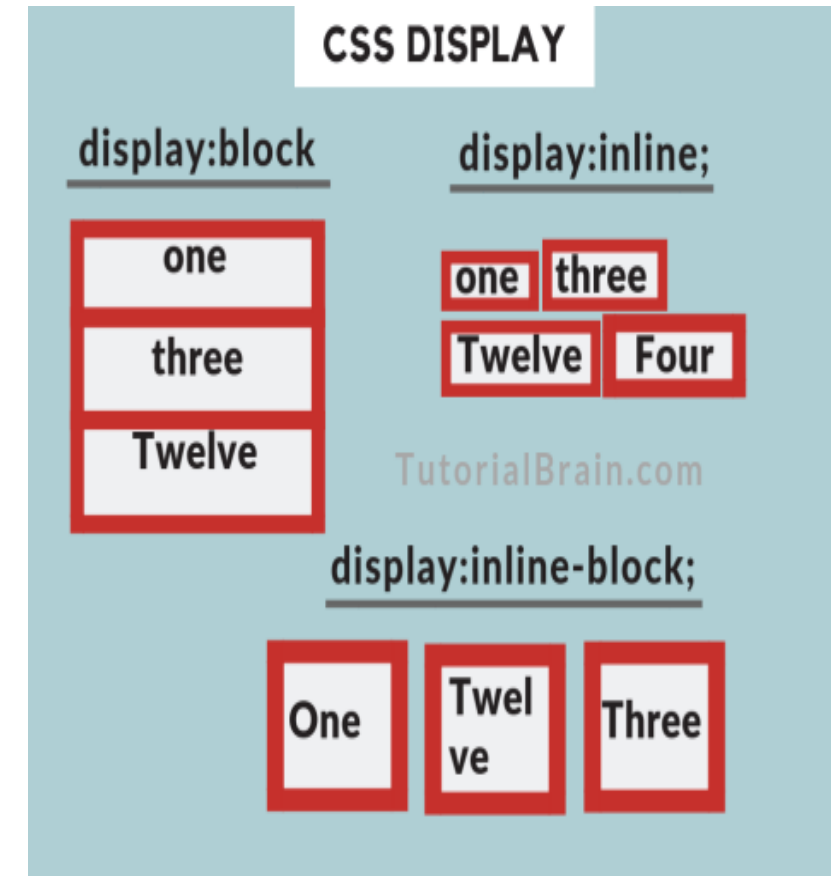 CSS DISPLAY
display:block
one
three
Twelve
display:inline;
one three
Twelve Four
TutorialBrain.com
display:inline-block;
One
Twel
ve
Three